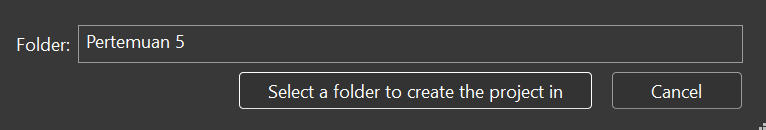 Folder: Pertemuan 5
Select a folder to create the project in Cancel